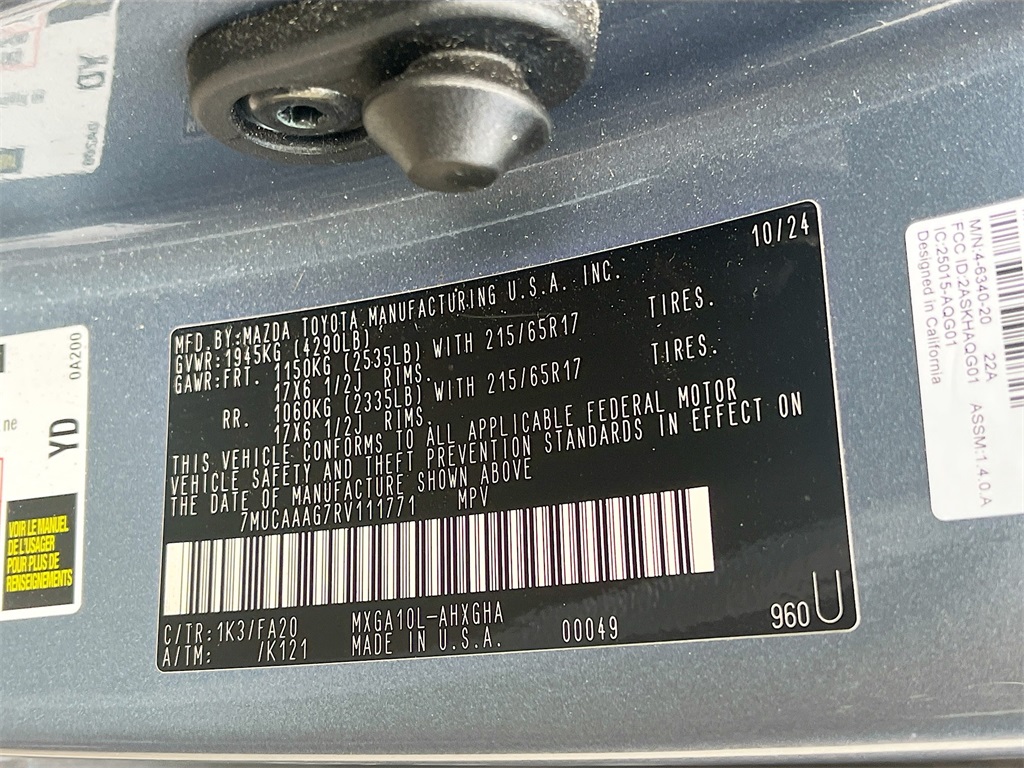 YD
0A200
10/24
MFD.BY:MAZDA TOYOTA MANUFACTURING U.S.A. INC.
GVWR:1945KG (4290LB)
GAWR:FRT. 1150KG (2535LB) WITH 215/65R17 TIRES.
17X6 1/2J RIMS.
RR. 1060KG (2335LB) WITH 215/65R17 TIRES.
17X6 1/2J RIMS.
THIS VEHICLE CONFORMS TO ALL APPLICABLE FEDERAL MOTOR
VEHICLE SAFETY AND THEFT PREVENTION STANDARDS IN EFFECT ON
THE DATE OF MANUFACTURE SHOWN ABOVE
7MUCAAAG7RV111771 MPV
C/TR:1K3/FA20 MXGA10L-AHXGHA
A/TM: /K121 MADE IN U.S.A. 00049 960 U
0A200
ne
YD
VOIR LE MANUEL
DE L'USAGER
POUR PLUS DE
RENSEIGNEMENTS
M/N:4-6340-20 22A ASSM:1.4.0.A
FCC ID:2ASKHAQG01
IC:25015-AQG01
Designed in California